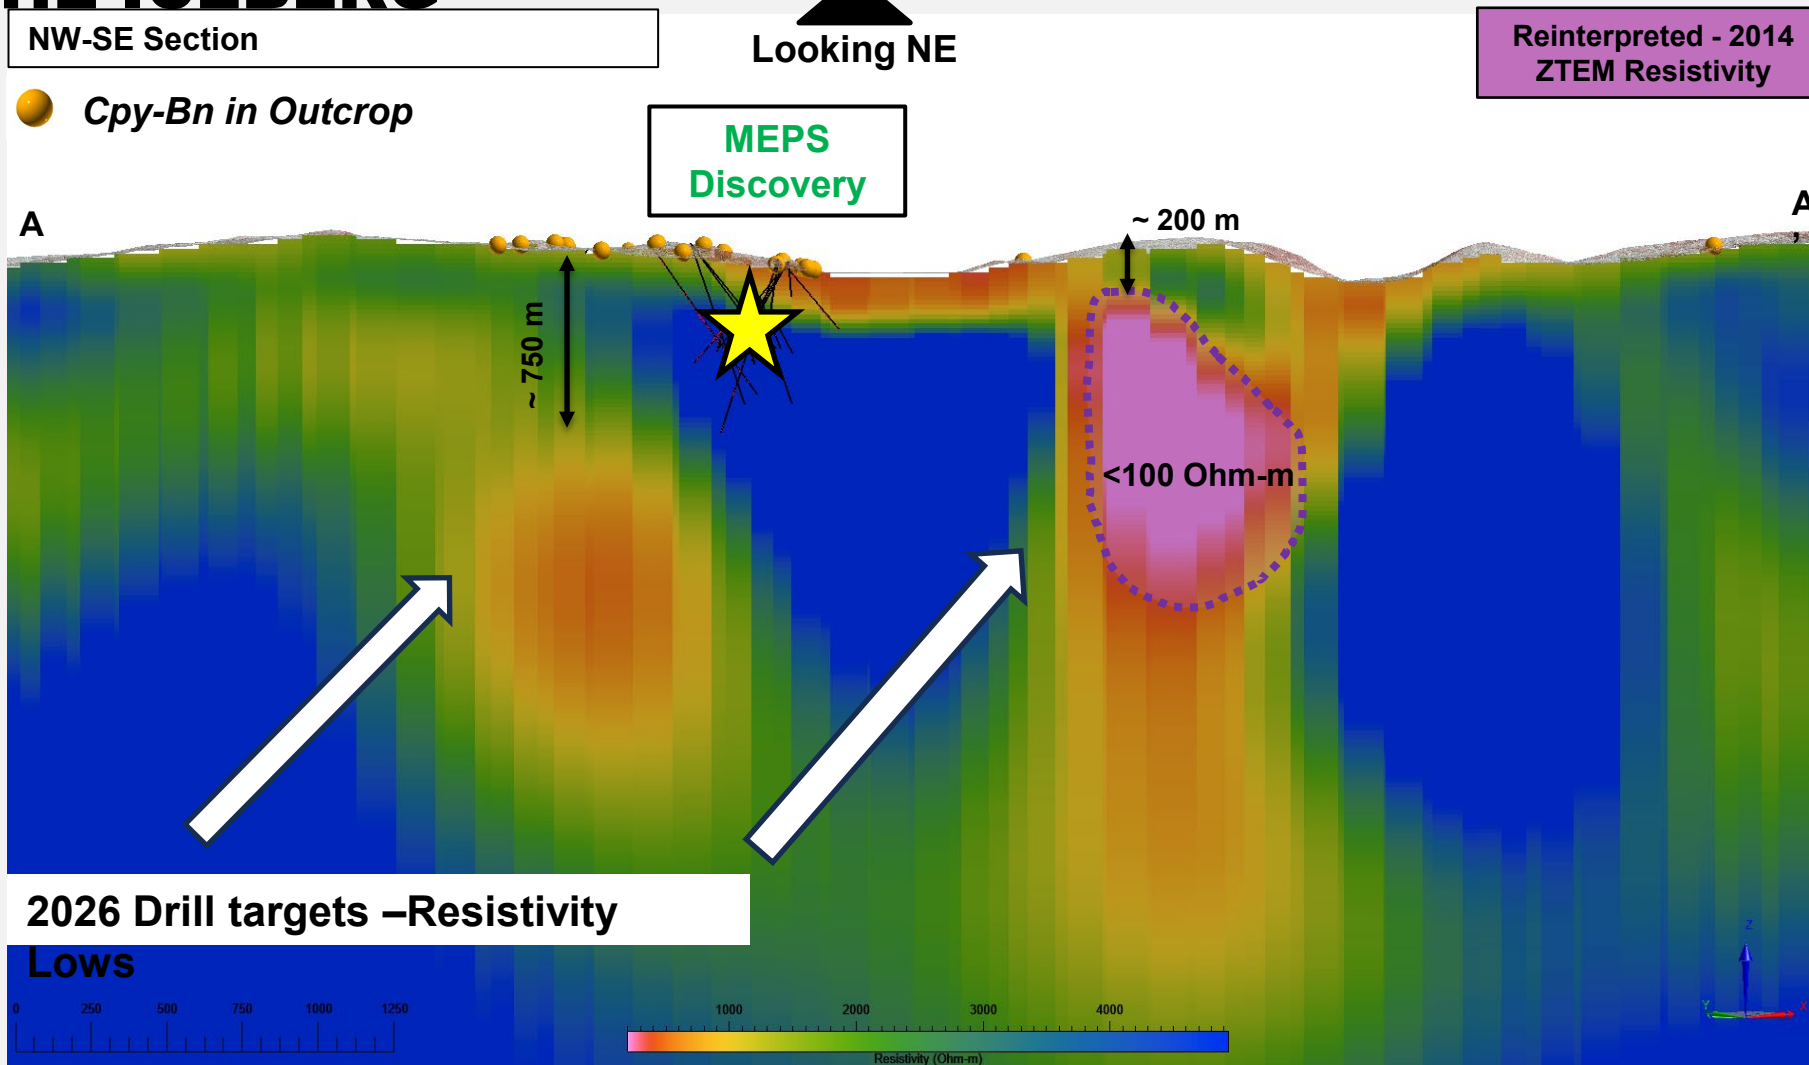 NW-SE Section
Looking NE
Reinterpreted - 2014
ZTEM Resistivity
Cpy-Bn in Outcrop
MEPS
Discovery
A
~ 200 m
A
’
~ 750 m
<100 Ohm-m
2026 Drill targets –Resistivity
Lows
0 250 500 750 1000 1250
1000 2000 3000 4000
Resistivity (Ohm-m)
Z
Y
X